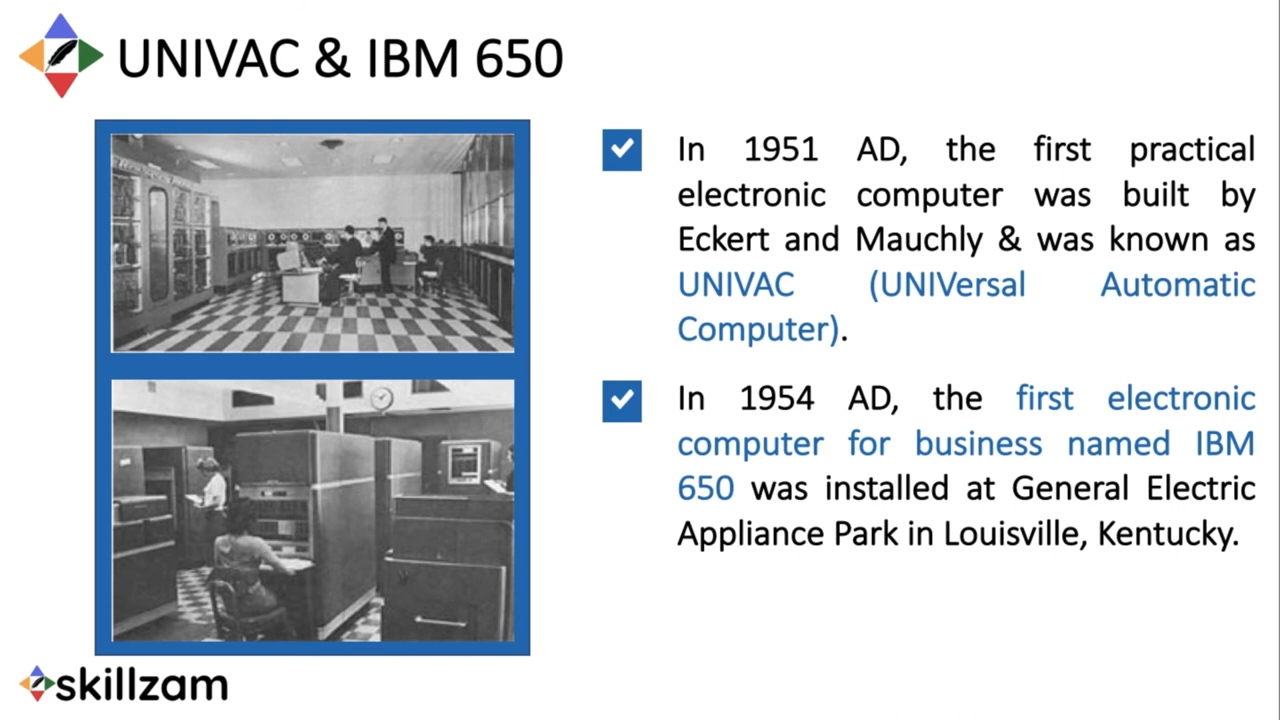 UNIVAC & IBM 650
In 1951 AD, the first practical
electronic computer was built by
Eckert and Mauchly & was known as
UNIVAC (UNIVersal Automatic
Computer).
In 1954 AD, the first electronic
computer for business named IBM
650 was installed at General Electric
Appliance Park in Louisville, Kentucky.
skillzam